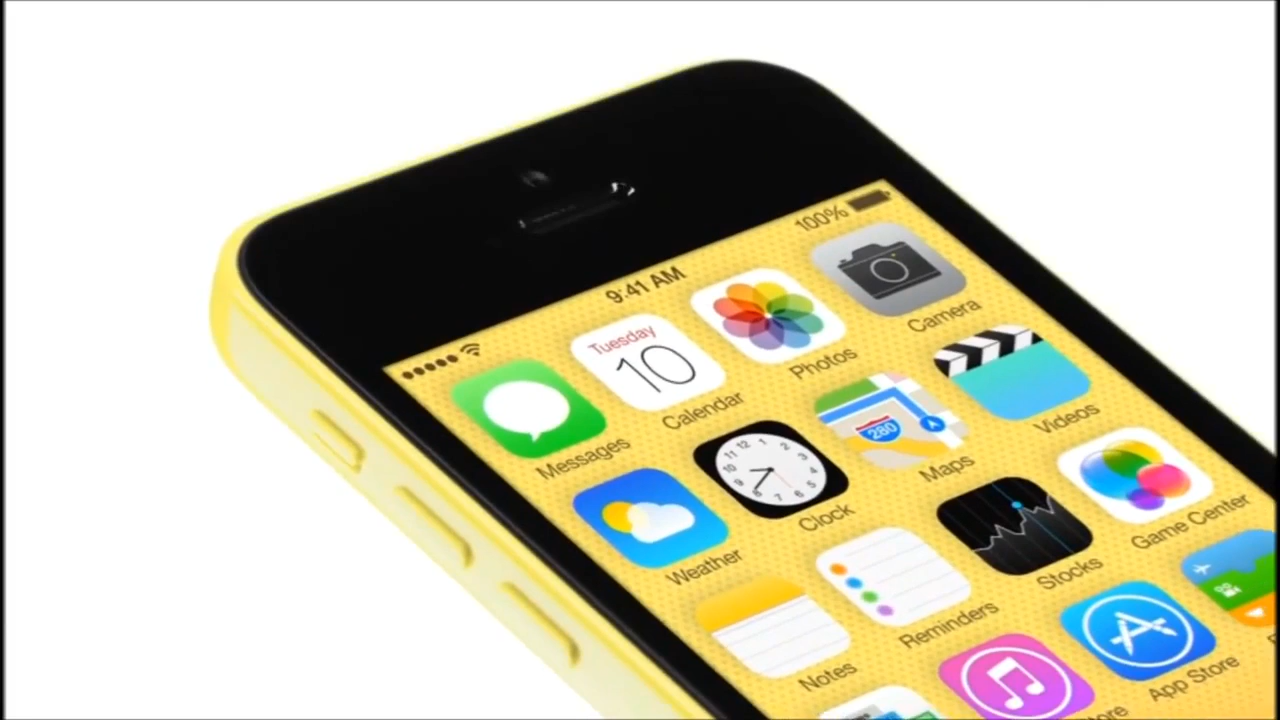 9:41 AM
100%
Messages
Tuesday
10
Calendar
Photos
Camera
Weather
Clock
Maps
280
Videos
Notes
Reminders
Stocks
Game Center
App Store